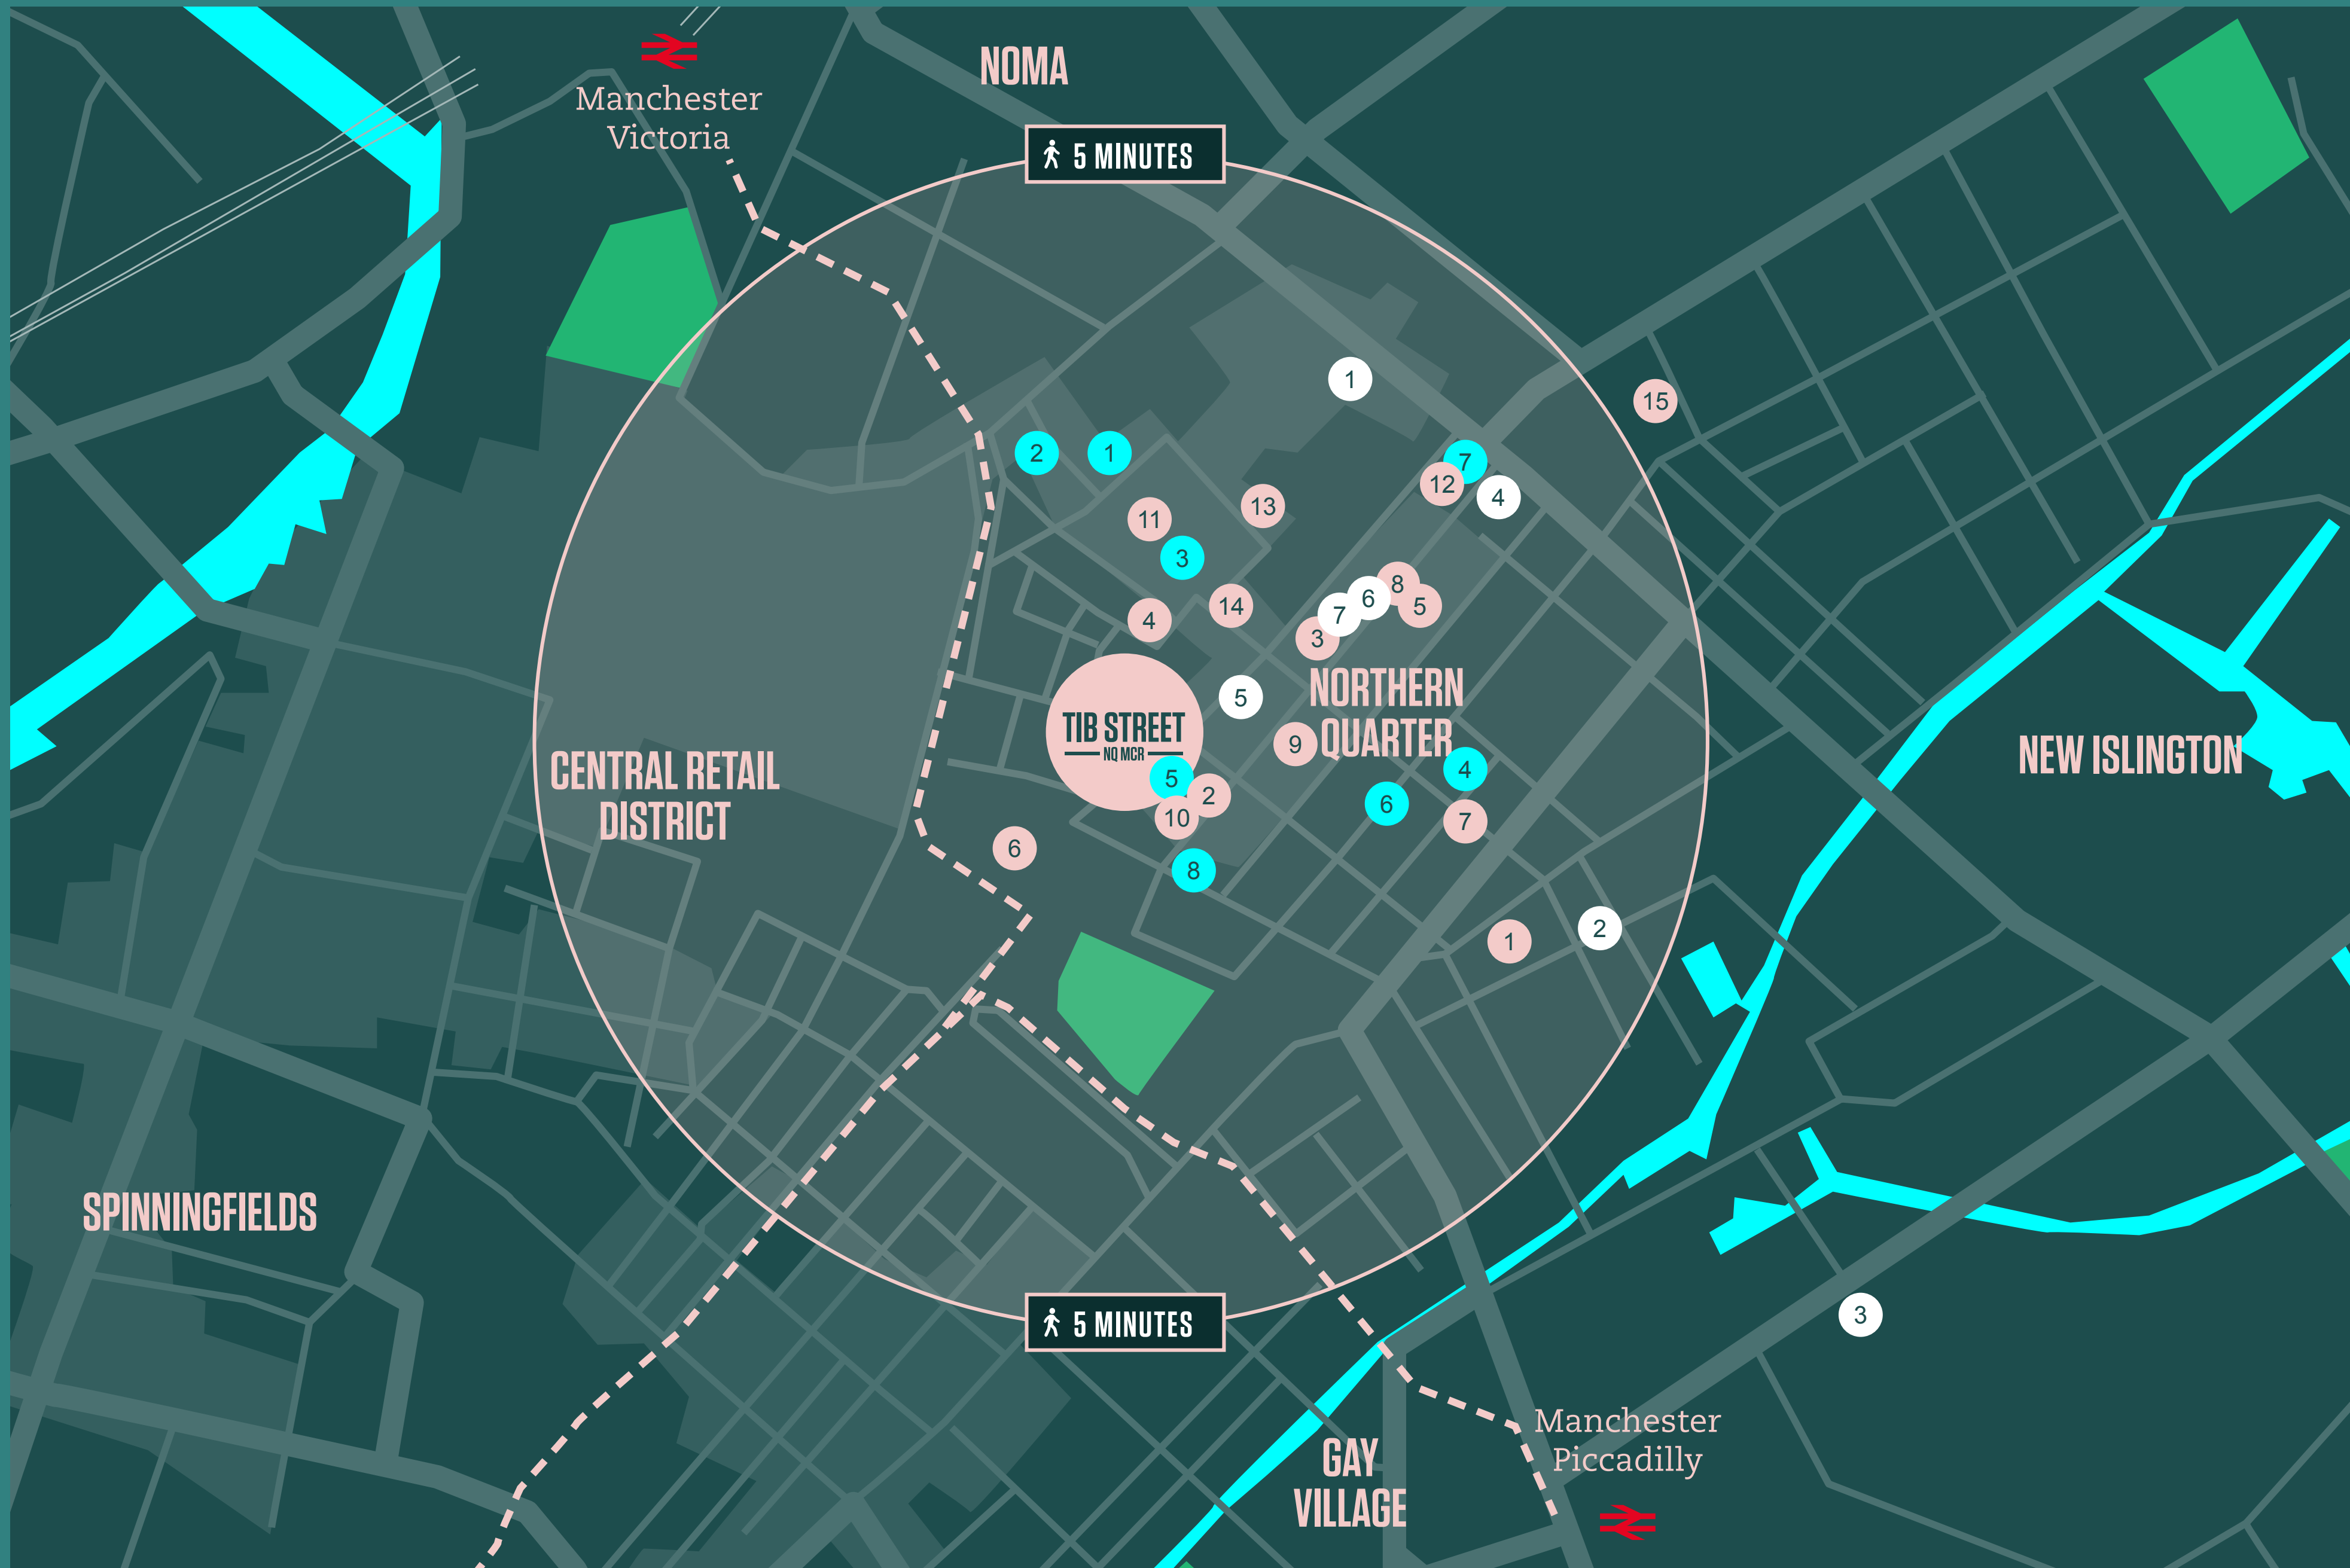 NOMA
Manchester
Victoria
5 MINUTES
1
15
2
1
7
12
4
13
11
3
8
6
5
14
7
4
3
NORTHERN
QUARTER
5
TIB STREET
NQ MCR
9
CENTRAL RETAIL
DISTRICT
NEW ISLINGTON
4
5
2
6
10
7
6
8
2
1
SPINNINGFIELDS
3
5 MINUTES
Manchester
Piccadilly
GAY
VILLAGE